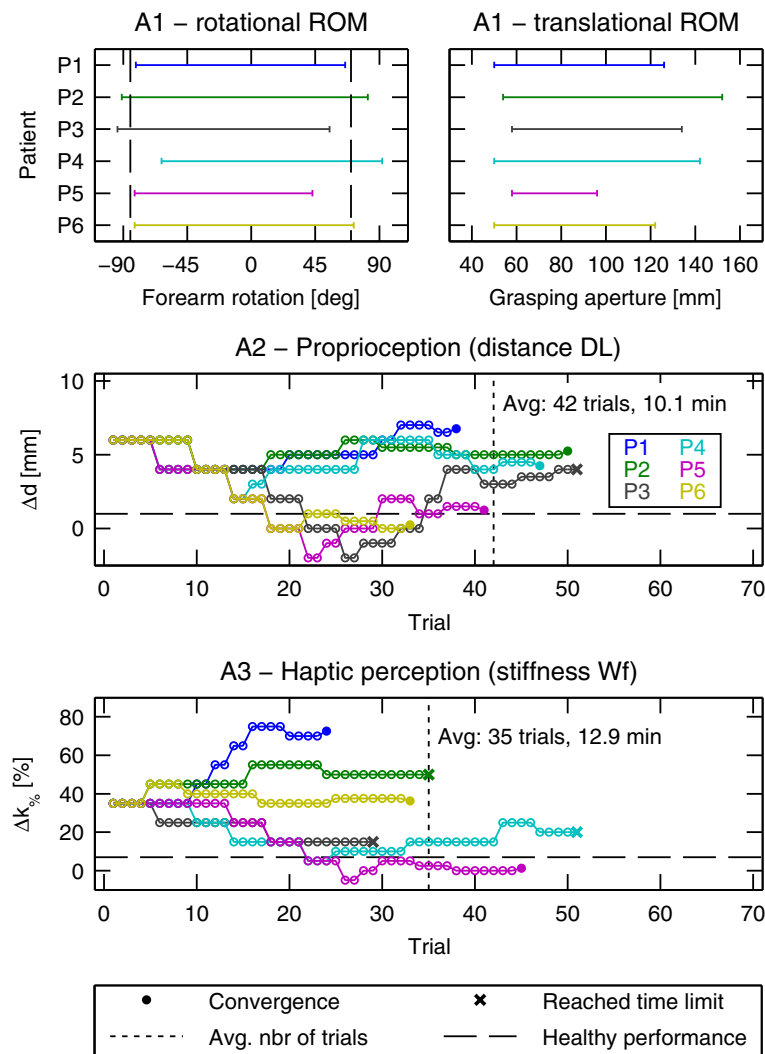 A1 – rotational ROM
A1 – translational ROM
Patient
P1
P2
P3
P4
P5
P6
−90 −45 0 45 90
40 60 80 100 120 140 160
Forearm rotation [deg]
Grasping aperture [mm]
A2 – Proprioception (distance DL)
Δd [mm]
10
5
0
Avg: 42 trials, 10.1 min
P1 P4
P2 P5
P3 P6
0 10 20 30 40 50 60 70
Trial
A3 – Haptic perception (stiffness Wf)
Δk% [%]
80
60
40
20
0
Avg: 35 trials, 12.9 min
0 10 20 30 40 50 60 70
Trial
Convergence
Reached time limit
Avg. nbr of trials
Healthy performance